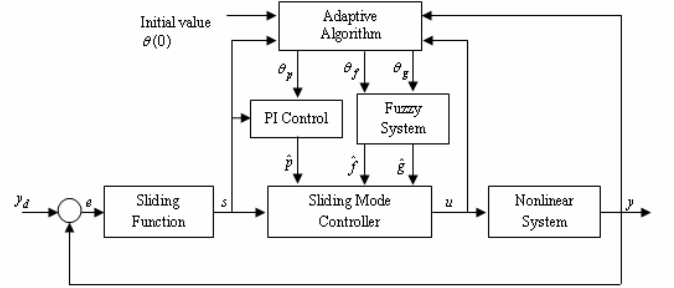 Initial value
θ(0)
Adaptive
Algorithm
θp θf θg
PI Control
Fuzzy
System
p̂ f̂ ĝ
yd e
Sliding
Function
s
Sliding Mode
Controller
u
Nonlinear
System
y